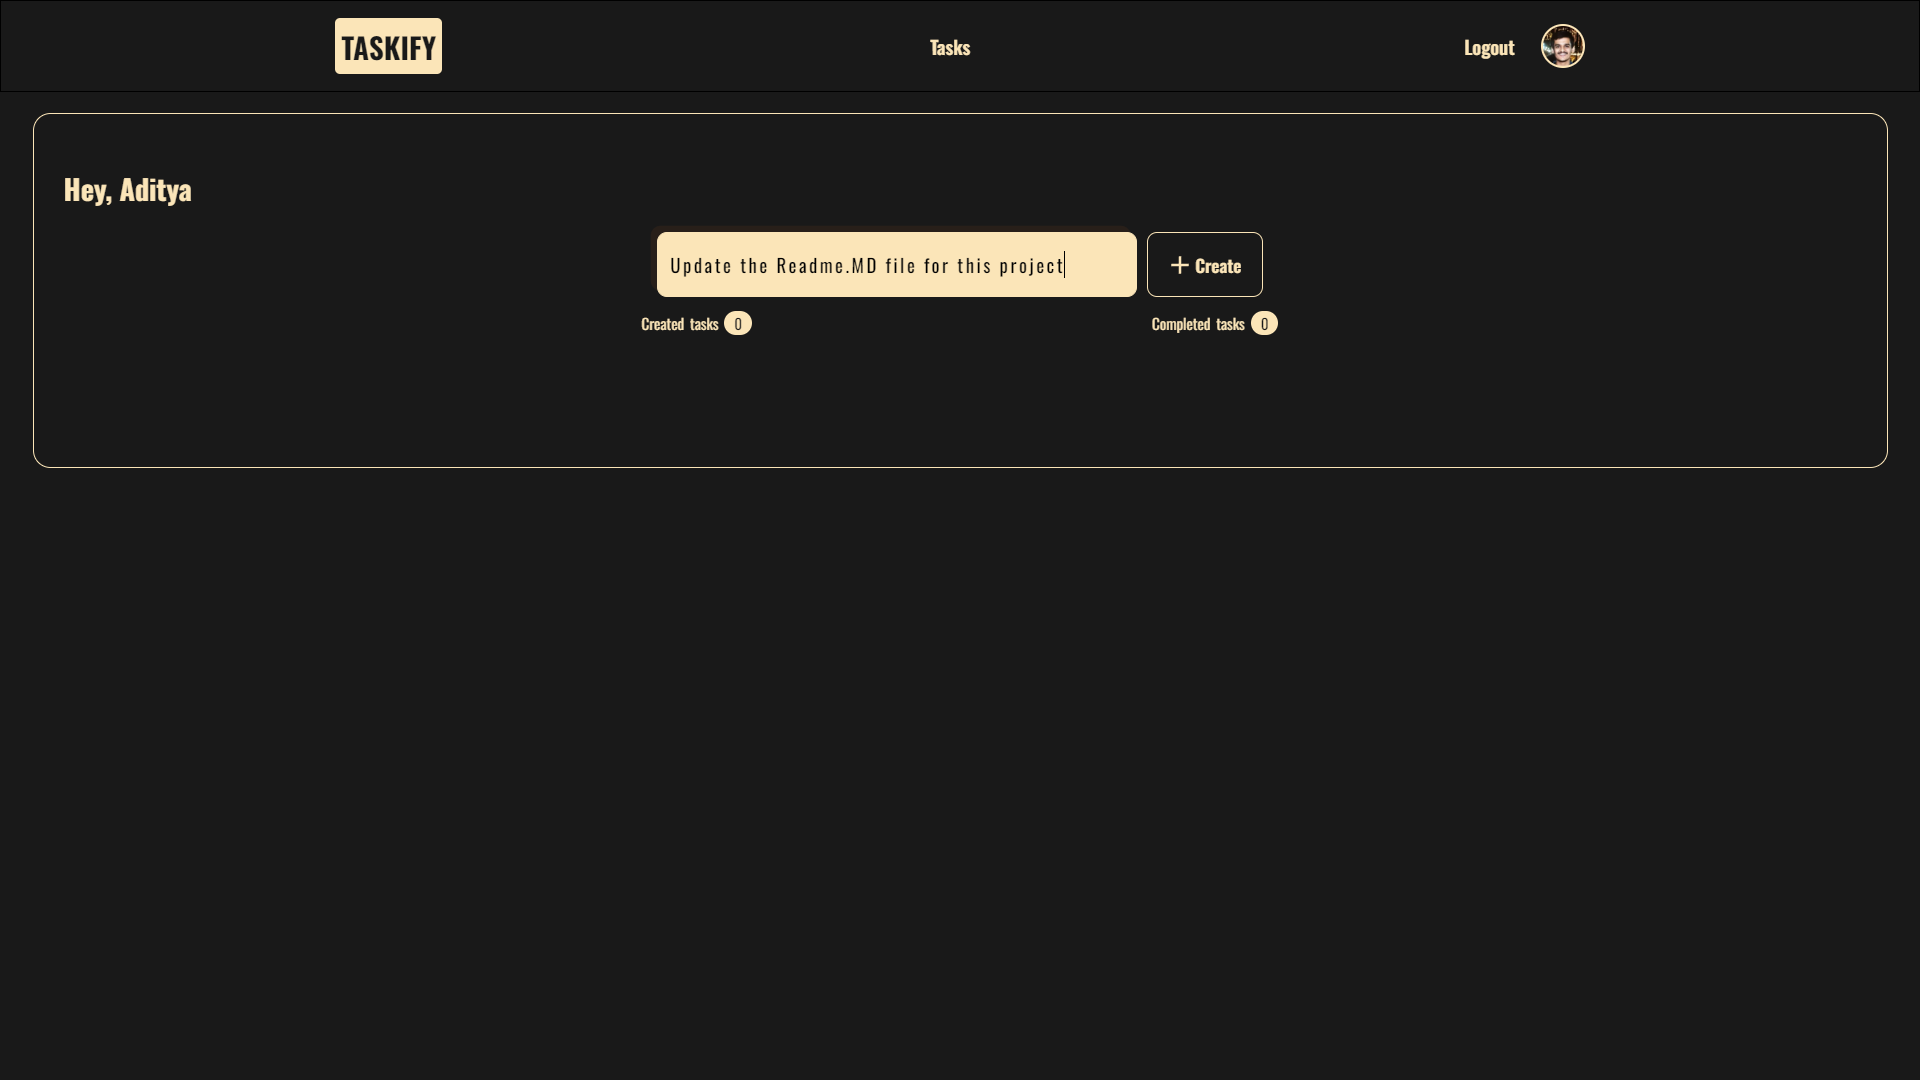 TASKIFY
Tasks
Logout
Hey, Aditya
Update the Readme.MD file for this project
Create
Created tasks 0
Completed tasks 0